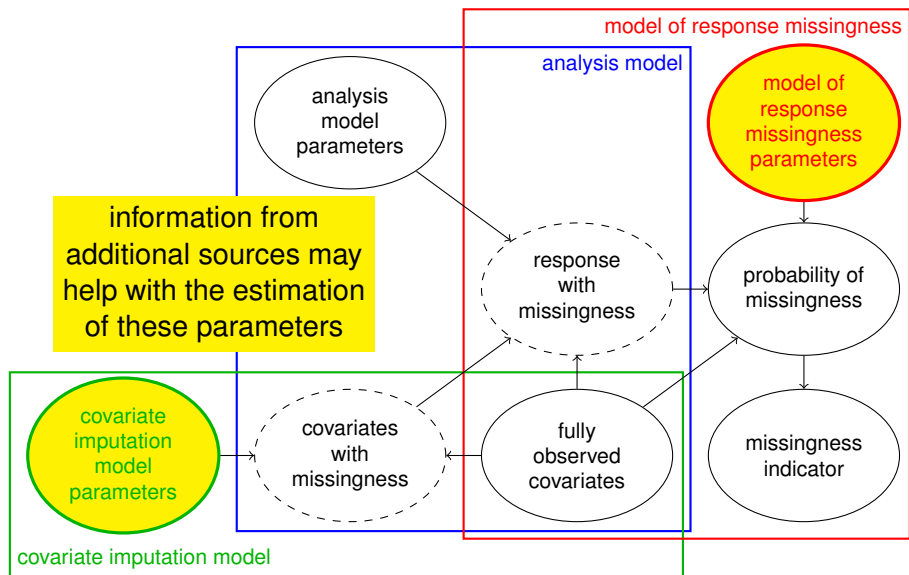 model of response missingness
analysis model
analysis
model
parameters
model of
response
missingness
parameters
information from
additional sources may
help with the estimation
of these parameters
response
with
missingness
probability of
missingness
covariate
imputation
model
parameters
covariates
with
missingness
fully
observed
covariates
missingness
indicator
covariate imputation model